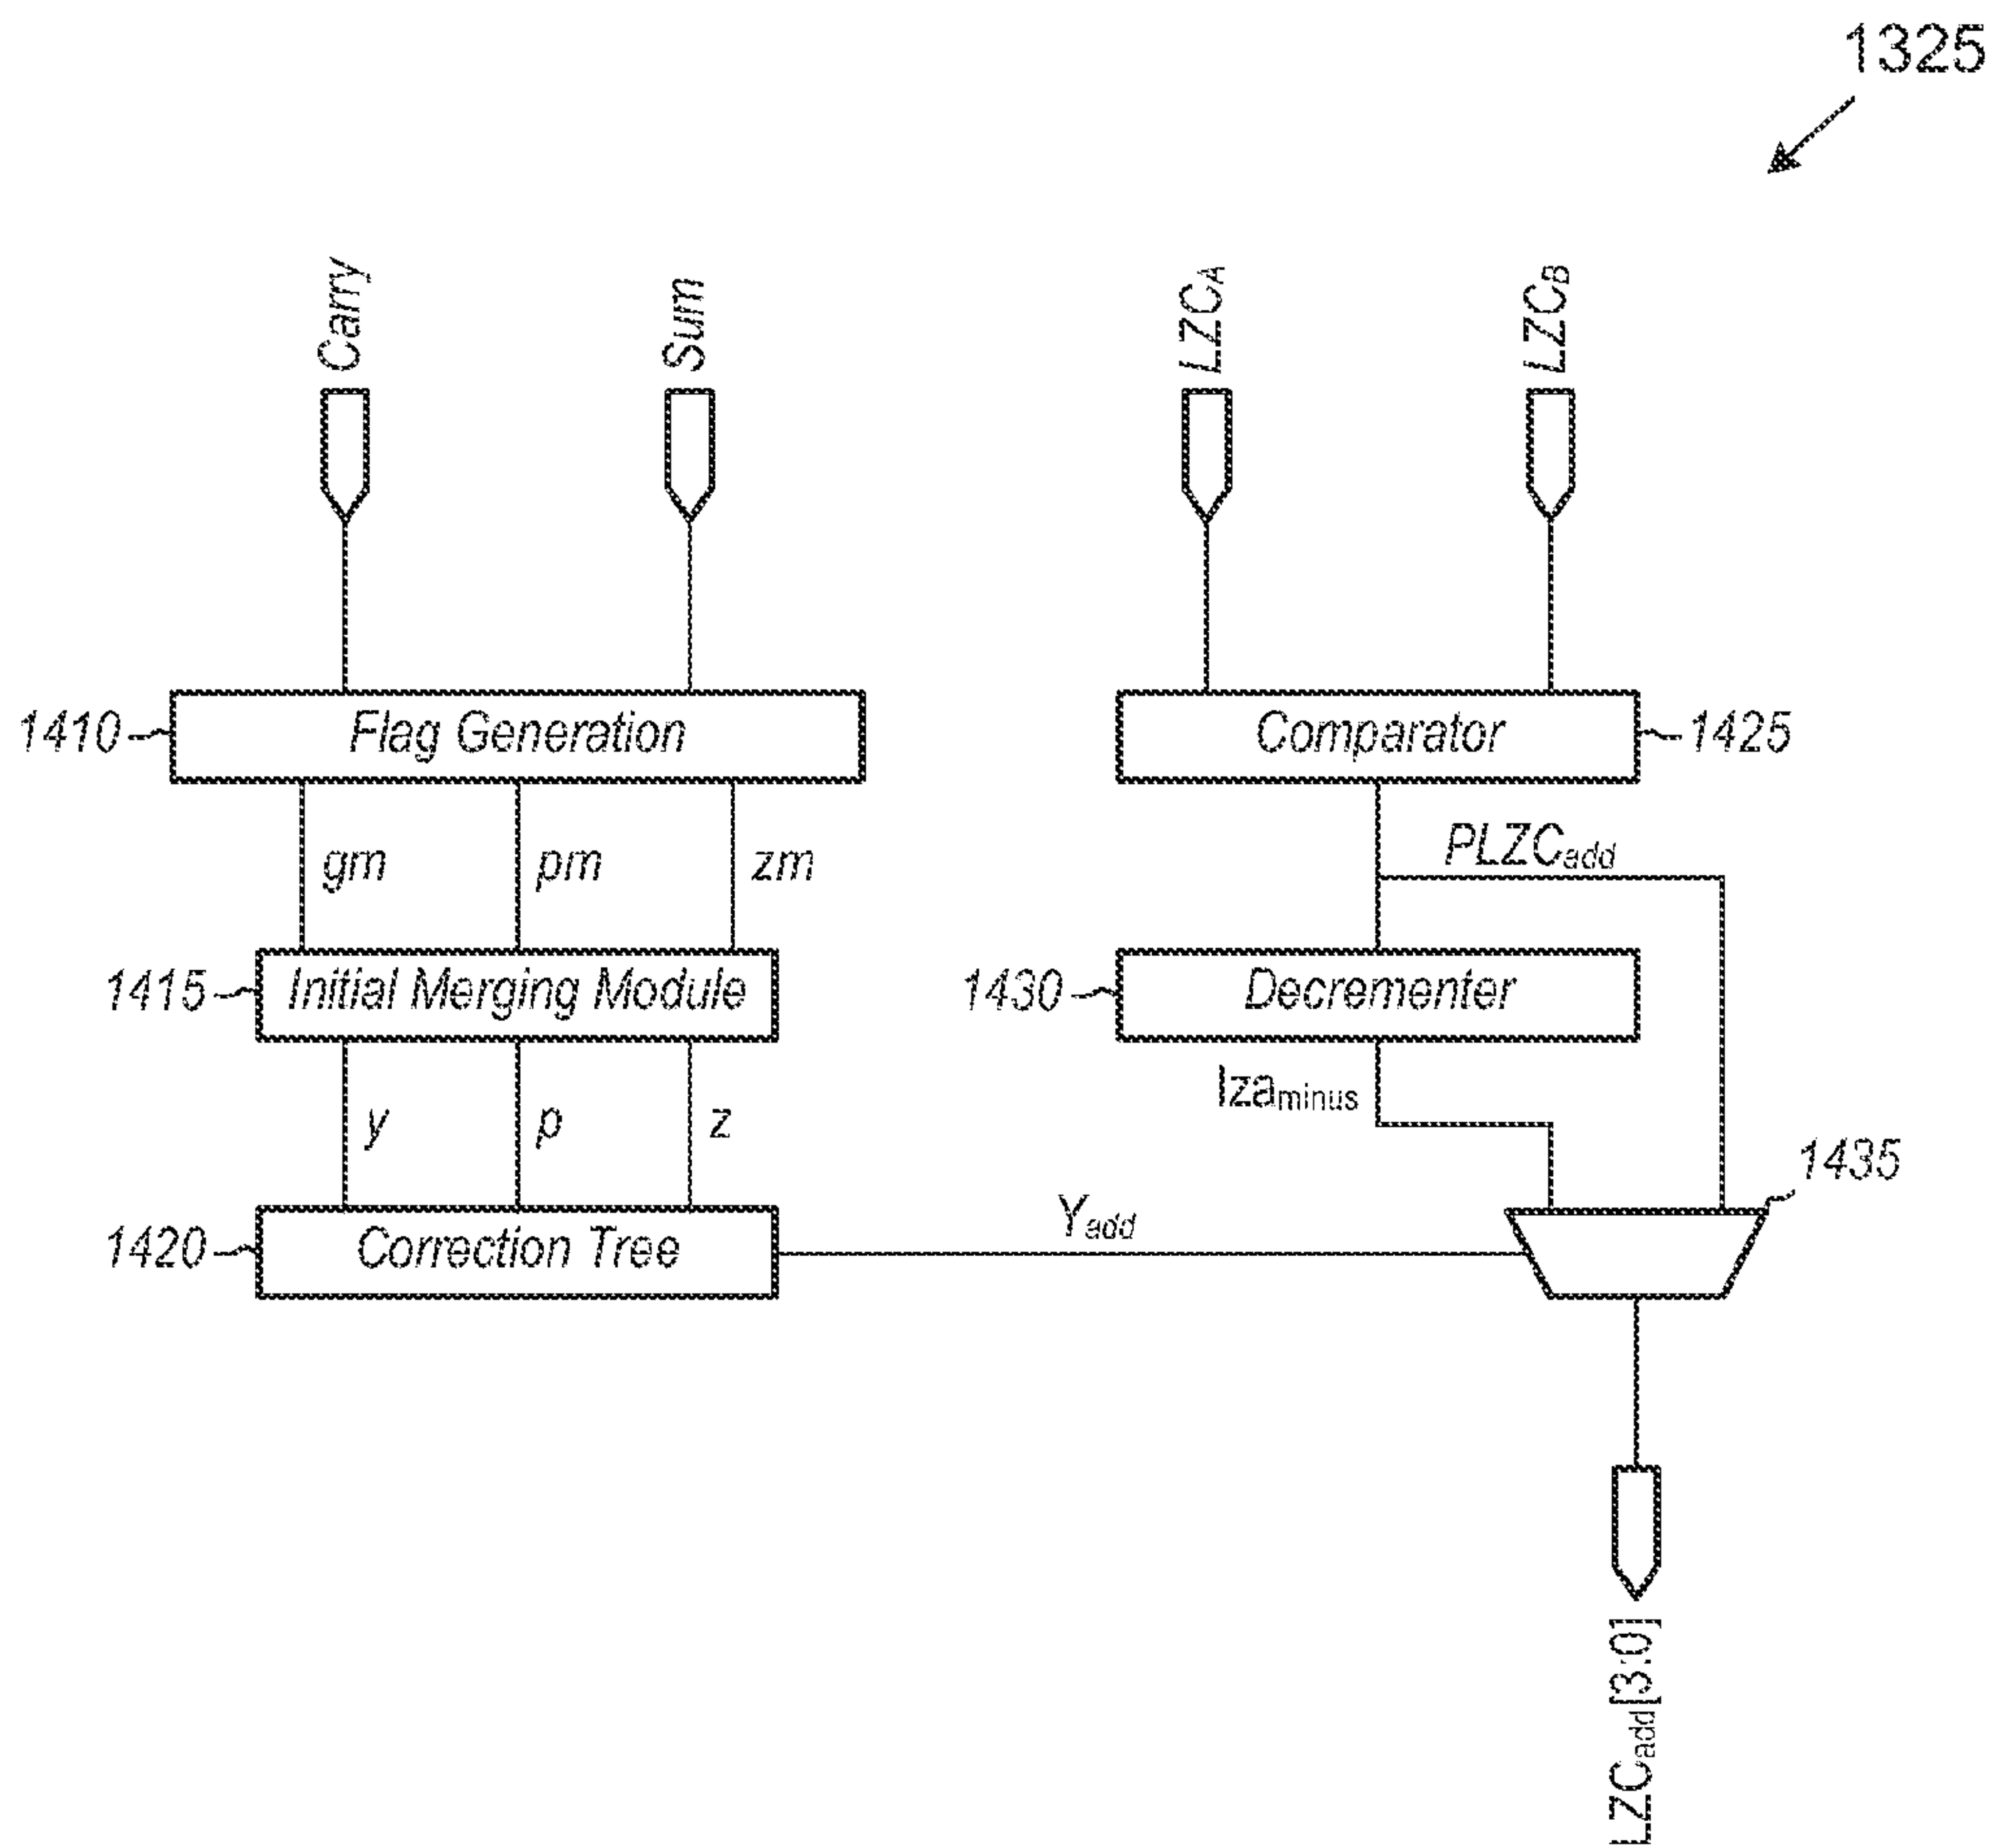 1325
Carry
Sum
LZCA
LZCB
1410
Flag Generation
Comparator
1425
gm
pm
zm
PLZCadd
1415
Initial Merging Module
1430
Decrementer
y
p
z
lzaminus
1435
1420
Correction Tree
Yadd
LZCadd[3:0]